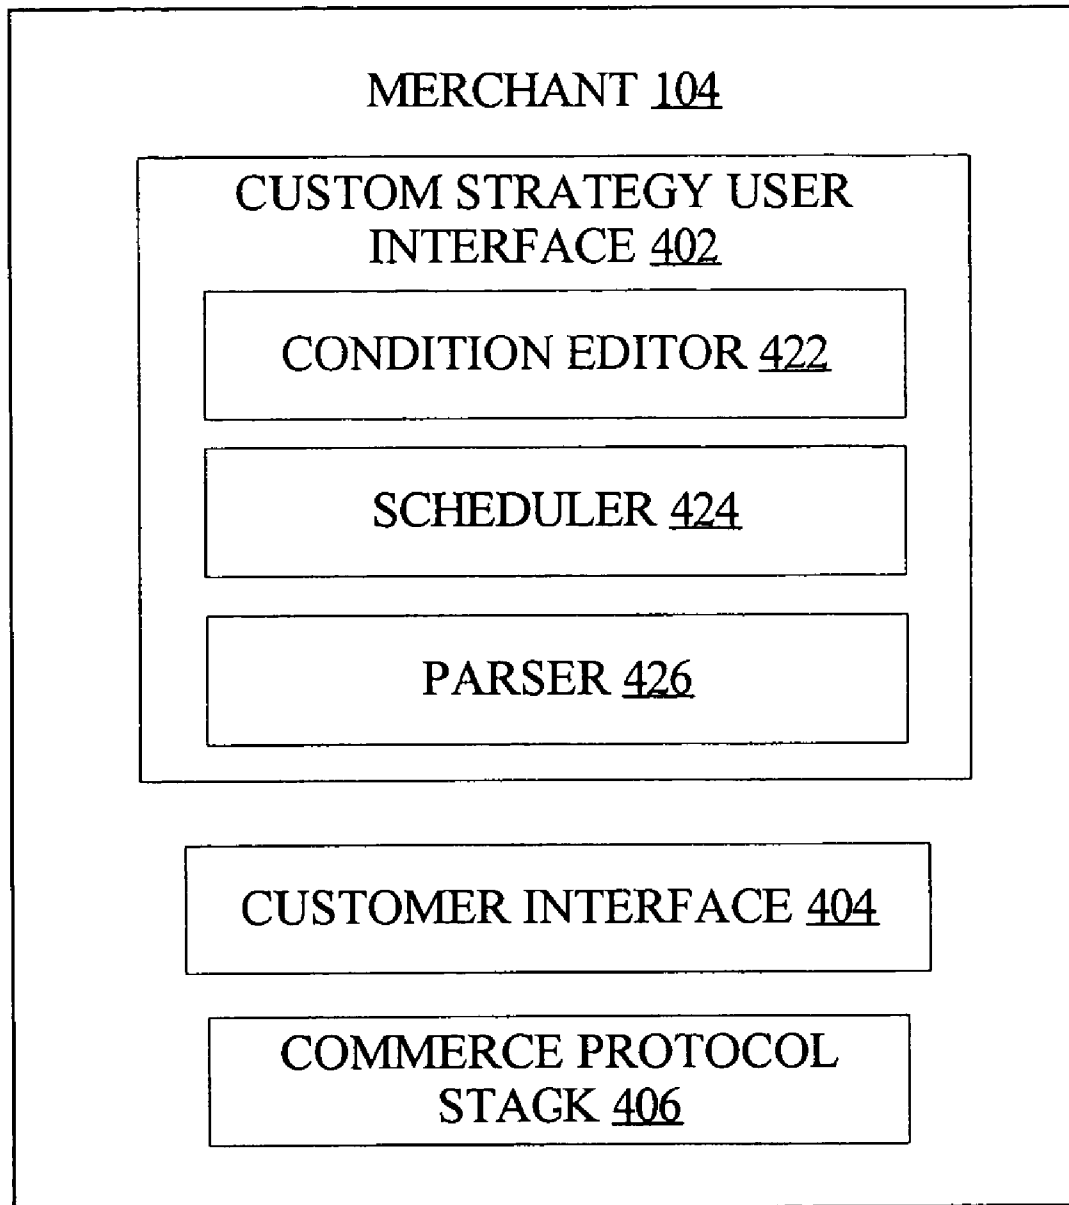 MERCHANT 104
CUSTOM STRATEGY USER
INTERFACE 402
CONDITION EDITOR 422
SCHEDULER 424
PARSER 426
CUSTOMER INTERFACE 404
COMMERCE PROTOCOL
STACK 406